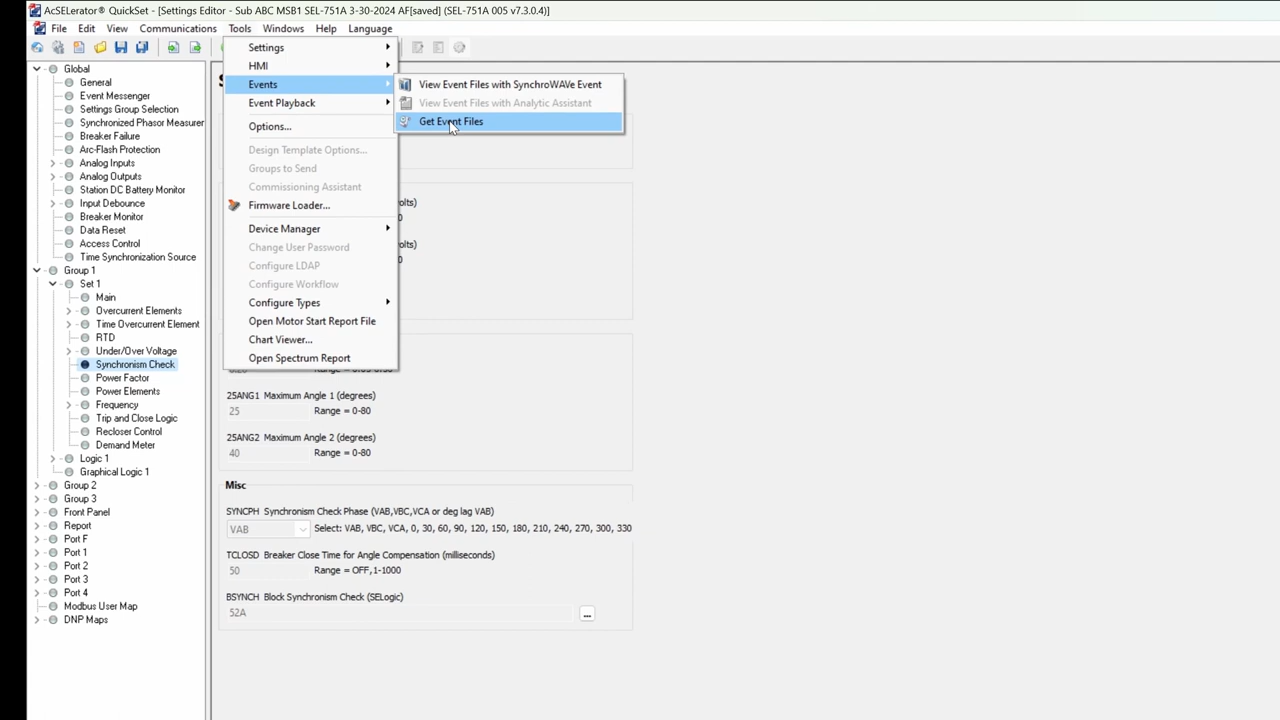 AcSELerator® QuickSet - [Settings Editor - Sub ABC MSB1 SEL-751A 3-30-2024 AF[saved] (SEL-751A 005 v7.3.0.4)]
File Edit View Communications Tools Windows Help Language
Global
General
Event Messenger
Settings Group Selection
Synchronized Phasor Measurer
Breaker Failure
Arc-Flash Protection
Analog Inputs
Analog Outputs
Station DC Battery Monitor
Input Debounce
Breaker Monitor
Data Reset
Access Control
Time Synchronization Source
Group 1
Set 1
Main
Overcurrent Elements
Time Overcurrent Element
RTD
Under/Over Voltage
Synchronism Check
Power Factor
Power Elements
Frequency
Trip and Close Logic
Recloser Control
Demand Meter
Logic 1
Graphical Logic 1
Group 2
Group 3
Front Panel
Report
Port F
Port 1
Port 2
Port 3
Port 4
Modbus User Map
DNP Maps
Settings
HMI
Events
Event Playback
Options...
Design Template Options...
Groups to Send
Commissioning Assistant
Firmware Loader...
Device Manager
Change User Password
Configure LDAP
Configure Workflow
Configure Types
Open Motor Start Report File
Chart Viewer...
Open Spectrum Report
View Event Files with SynchroWAVe Event
View Event Files with Analytic Assistant
Get Event Files
25ANG1 Maximum Angle 1 (degrees)
25 Range = 0-80
25ANG2 Maximum Angle 2 (degrees)
40 Range = 0-80
Misc
SYNCPH Synchronism Check Phase (VAB,VBC,VCA or deg lag VAB)
VAB Select: VAB, VBC, VCA, 0, 30, 60, 90, 120, 150, 180, 210, 240, 270, 300, 330
TCLOSD Breaker Close Time for Angle Compensation (milliseconds)
50 Range = OFF,1-1000
BSYNCH Block Synchronism Check (SELogic)
52A ...